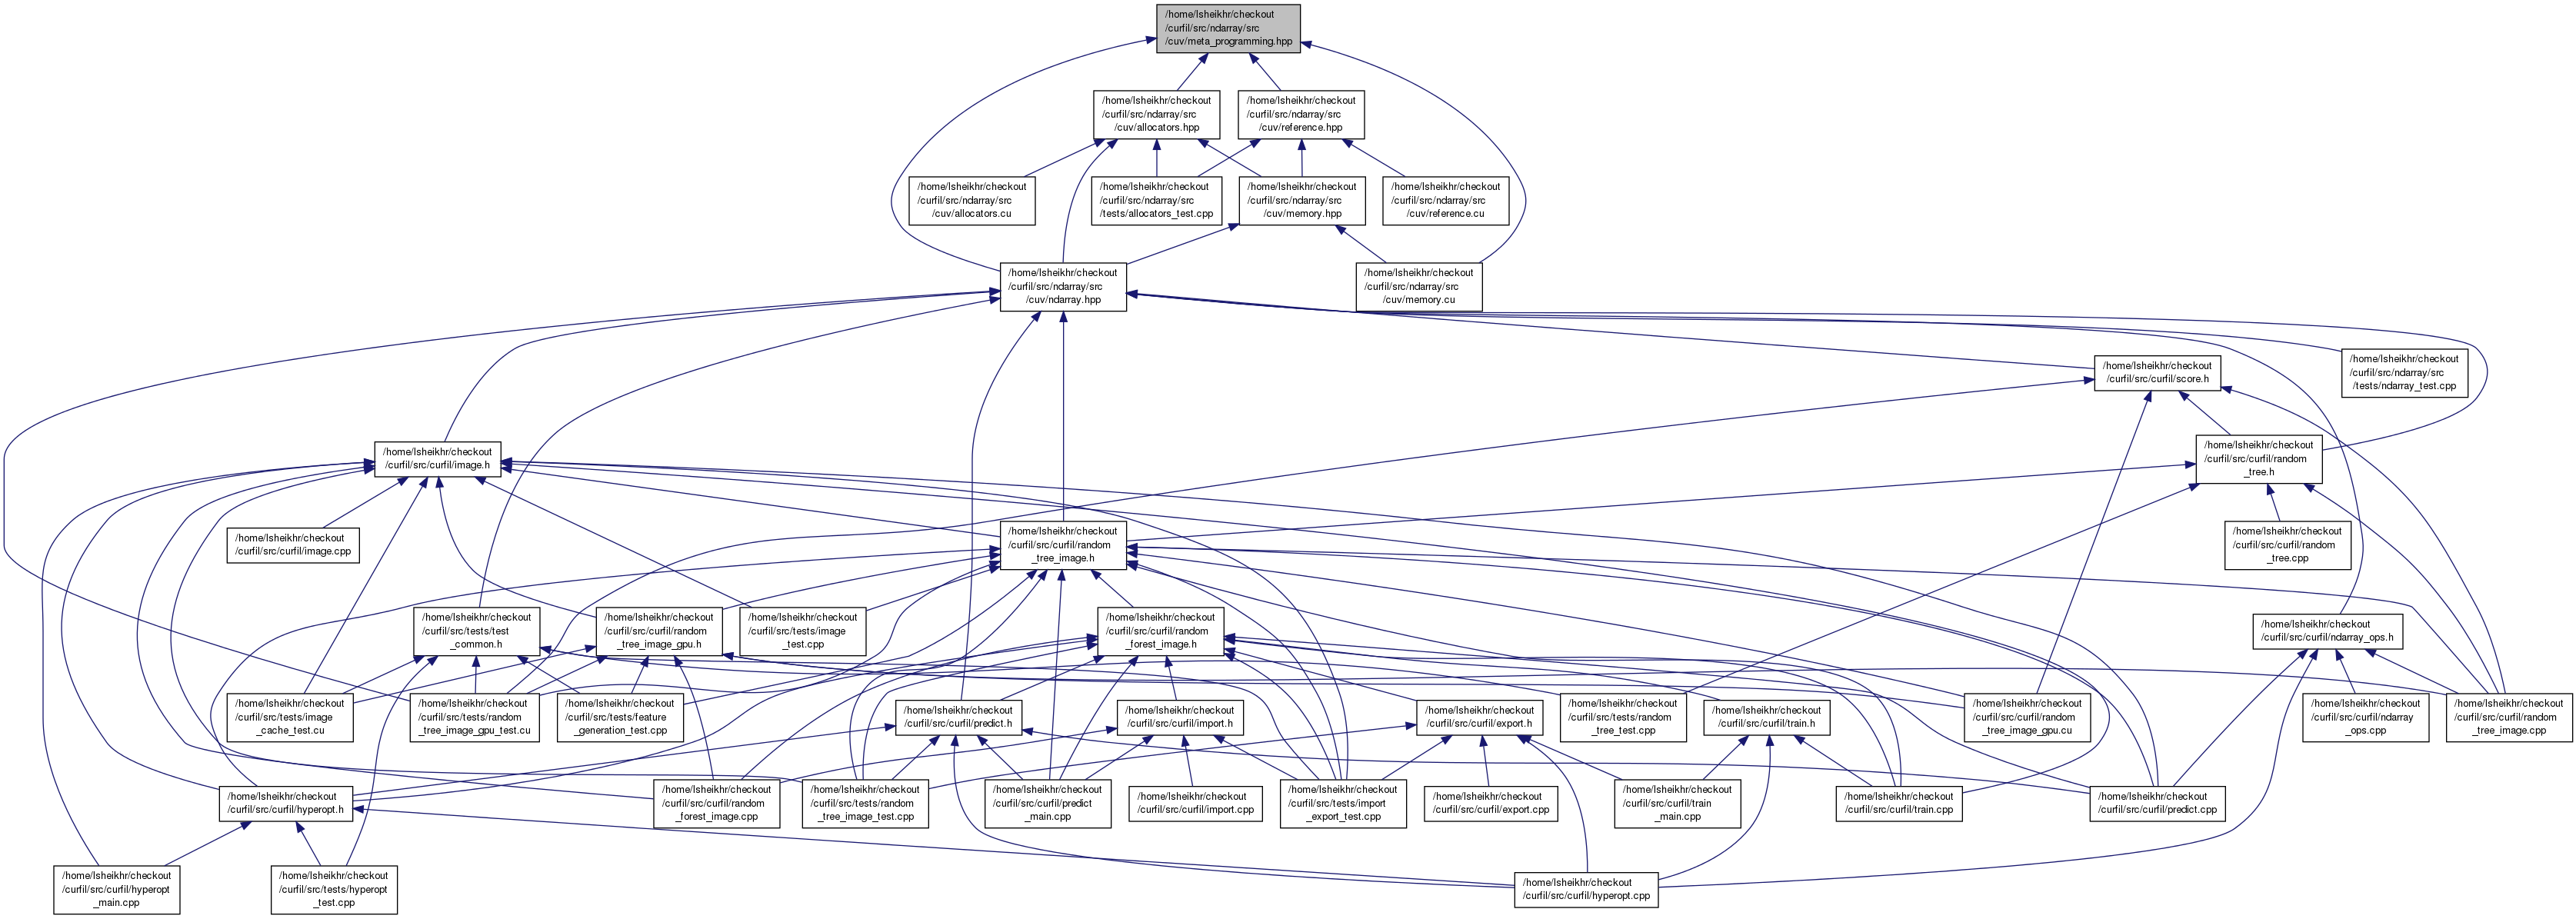 /home/lsheikhr/checkout
/curfil/src/ndarray/src
/cuv/meta_programming.hpp
/home/lsheikhr/checkout
/curfil/src/ndarray/src
/cuv/allocators.hpp
/home/lsheikhr/checkout
/curfil/src/ndarray/src
/cuv/reference.hpp
/home/lsheikhr/checkout
/curfil/src/ndarray/src
/cuv/allocators.cu
/home/lsheikhr/checkout
/curfil/src/ndarray/src
/tests/allocators_test.cpp
/home/lsheikhr/checkout
/curfil/src/ndarray/src
/cuv/memory.hpp
/home/lsheikhr/checkout
/curfil/src/ndarray/src
/cuv/reference.cu
/home/lsheikhr/checkout
/curfil/src/ndarray/src
/cuv/ndarray.hpp
/home/lsheikhr/checkout
/curfil/src/ndarray/src
/cuv/memory.cu
/home/lsheikhr/checkout
/curfil/src/curfil/score.h
/home/lsheikhr/checkout
/curfil/src/ndarray/src
/tests/ndarray_test.cpp
/home/lsheikhr/checkout
/curfil/src/curfil/image.h
/home/lsheikhr/checkout
/curfil/src/curfil/random
_tree.h
/home/lsheikhr/checkout
/curfil/src/curfil/image.cpp
/home/lsheikhr/checkout
/curfil/src/curfil/random
_tree_image.h
/home/lsheikhr/checkout
/curfil/src/curfil/random
_tree.cpp
/home/lsheikhr/checkout
/curfil/src/tests/test
_common.h
/home/lsheikhr/checkout
/curfil/src/curfil/random
_tree_image_gpu.h
/home/lsheikhr/checkout
/curfil/src/tests/image
_test.cpp
/home/lsheikhr/checkout
/curfil/src/curfil/random
_forest_image.h
/home/lsheikhr/checkout
/curfil/src/curfil/ndarray_ops.h
/home/lsheikhr/checkout
/curfil/src/tests/image
_cache_test.cu
/home/lsheikhr/checkout
/curfil/src/tests/random
_tree_image_gpu_test.cu
/home/lsheikhr/checkout
/curfil/src/tests/feature
_generation_test.cpp
/home/lsheikhr/checkout
/curfil/src/curfil/predict.h
/home/lsheikhr/checkout
/curfil/src/curfil/import.h
/home/lsheikhr/checkout
/curfil/src/curfil/export.h
/home/lsheikhr/checkout
/curfil/src/tests/random
_tree_test.cpp
/home/lsheikhr/checkout
/curfil/src/curfil/train.h
/home/lsheikhr/checkout
/curfil/src/curfil/random
_tree_image_gpu.cu
/home/lsheikhr/checkout
/curfil/src/curfil/ndarray
_ops.cpp
/home/lsheikhr/checkout
/curfil/src/curfil/random
_tree_image.cpp
/home/lsheikhr/checkout
/curfil/src/curfil/hyperopt.h
/home/lsheikhr/checkout
/curfil/src/curfil/random
_forest_image.cpp
/home/lsheikhr/checkout
/curfil/src/tests/random
_tree_image_test.cpp
/home/lsheikhr/checkout
/curfil/src/curfil/predict
_main.cpp
/home/lsheikhr/checkout
/curfil/src/curfil/import.cpp
/home/lsheikhr/checkout
/curfil/src/tests/import
_export_test.cpp
/home/lsheikhr/checkout
/curfil/src/curfil/export.cpp
/home/lsheikhr/checkout
/curfil/src/curfil/train
_main.cpp
/home/lsheikhr/checkout
/curfil/src/curfil/train.cpp
/home/lsheikhr/checkout
/curfil/src/curfil/predict.cpp
/home/lsheikhr/checkout
/curfil/src/curfil/hyperopt
_main.cpp
/home/lsheikhr/checkout
/curfil/src/tests/hyperopt
_test.cpp
/home/lsheikhr/checkout
/curfil/src/curfil/hyperopt.cpp